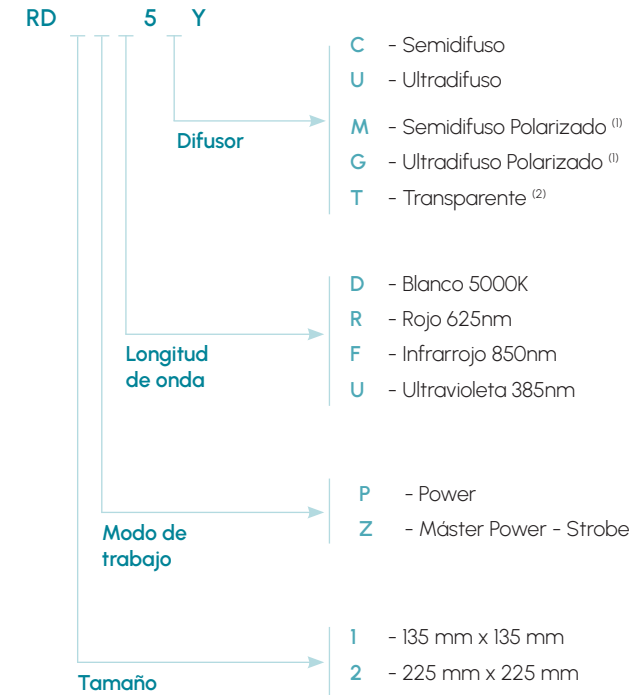 RD 5 Y
C - Semidifuso
U - Ultradifuso
M - Semidifuso Polarizado (1)
G - Ultradifuso Polarizado (1)
T - Transparente (2)
Difusor
D - Blanco 5000K
R - Rojo 625nm
F - Infrarrojo 850nm
U - Ultravioleta 385nm
Longitud
de onda
P - Power
Z - Máster Power - Strobe
Modo de
trabajo
1 - 135 mm x 135 mm
2 - 225 mm x 225 mm
Tamaño